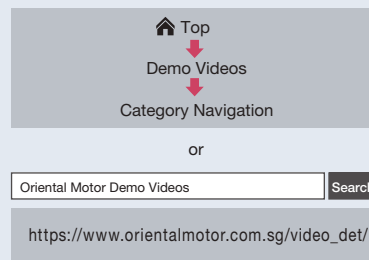 Top
Demo Videos
Category Navigation
or
Oriental Motor Demo Videos Search
https://www.orientalmotor.com.sg/video_det/